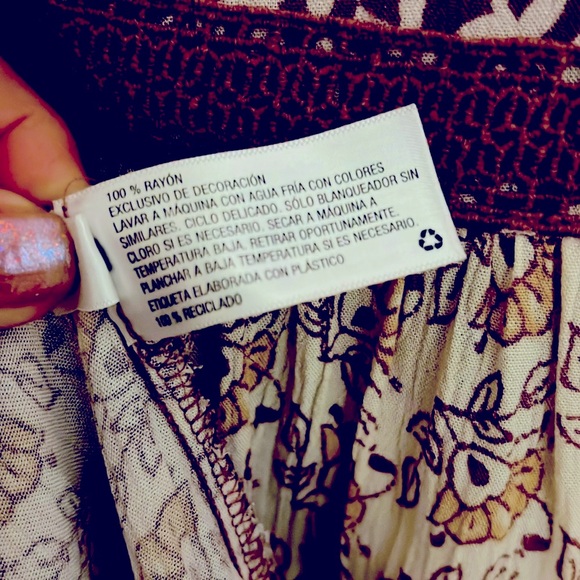 100 % RAYÓN
EXCLUSIVO DE DECORACIÓN
LAVAR A MÁQUINA CON AGUA FRÍA CON COLORES
SIMILARES. CICLO DELICADO. SÓLO BLANQUEADOR SIN
CLORO SI ES NECESARIO. SECAR A MÁQUINA A
TEMPERATURA BAJA. RETIRAR OPORTUNAMENTE.
PLANCHAR A BAJA TEMPERATURA SI ES NECESARIO
ETIQUETA ELABORADA CON PLÁSTICO
100 % RECICLADO